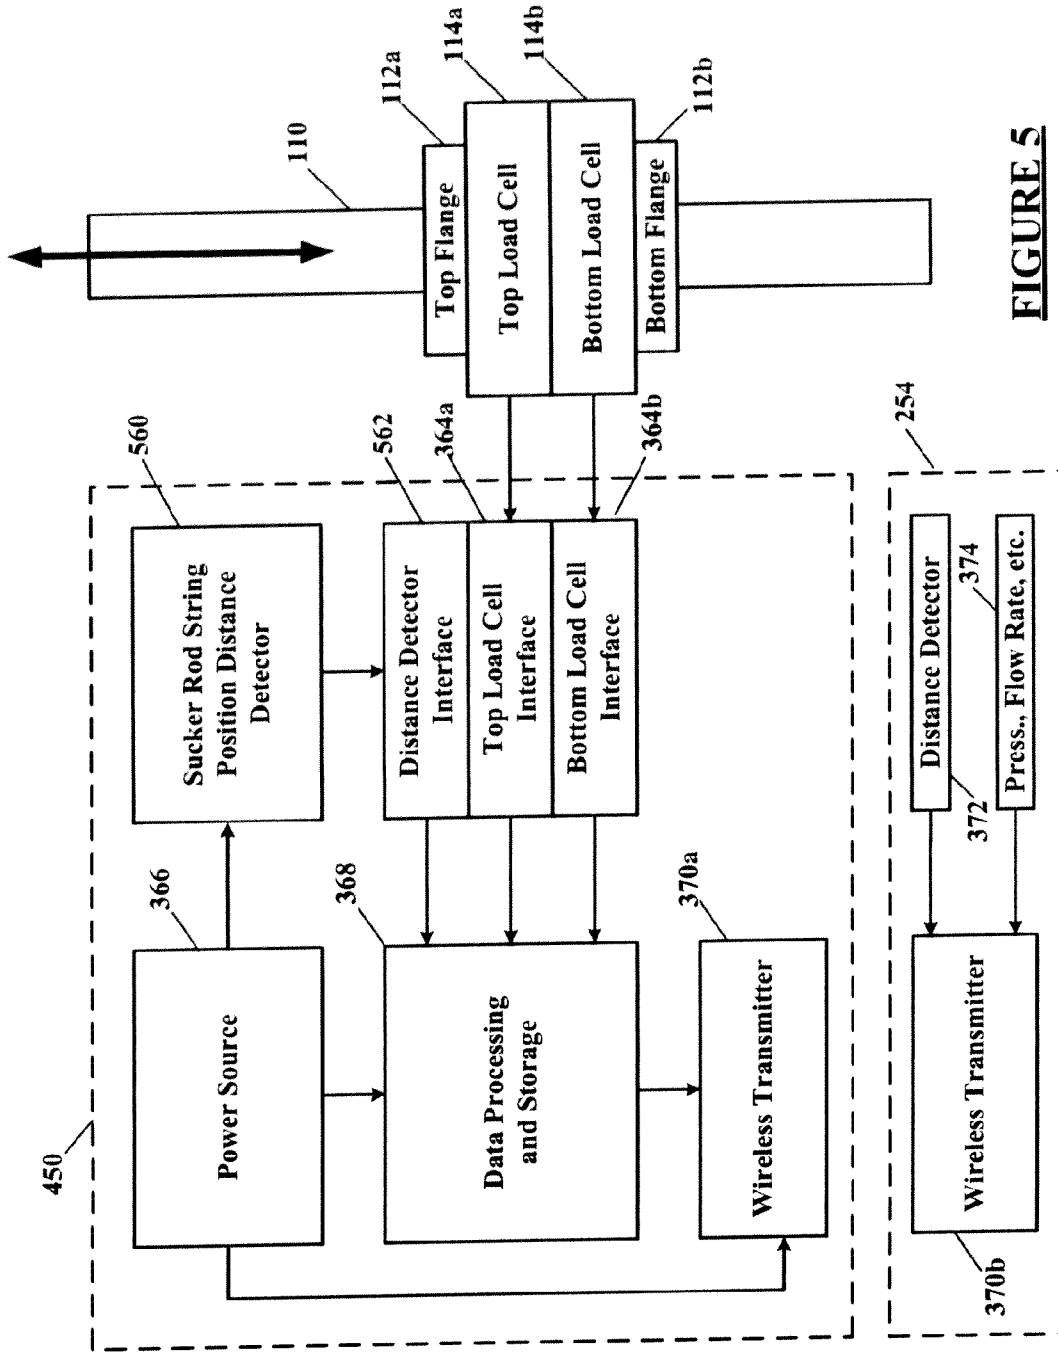 450
366
Power Source
560
Sucker Rod String
Position Distance
Detector
110
368
Data Processing
and Storage
562
Distance Detector
Interface
364a
Top Load Cell
Interface
364b
Bottom Load Cell
Interface
112a
Top Flange
114a
Top Load Cell
114b
Bottom Load Cell
112b
Bottom Flange
370a
Wireless Transmitter
254
370b
Wireless Transmitter
372
Distance Detector
374
Press., Flow Rate, etc.
FIGURE 5